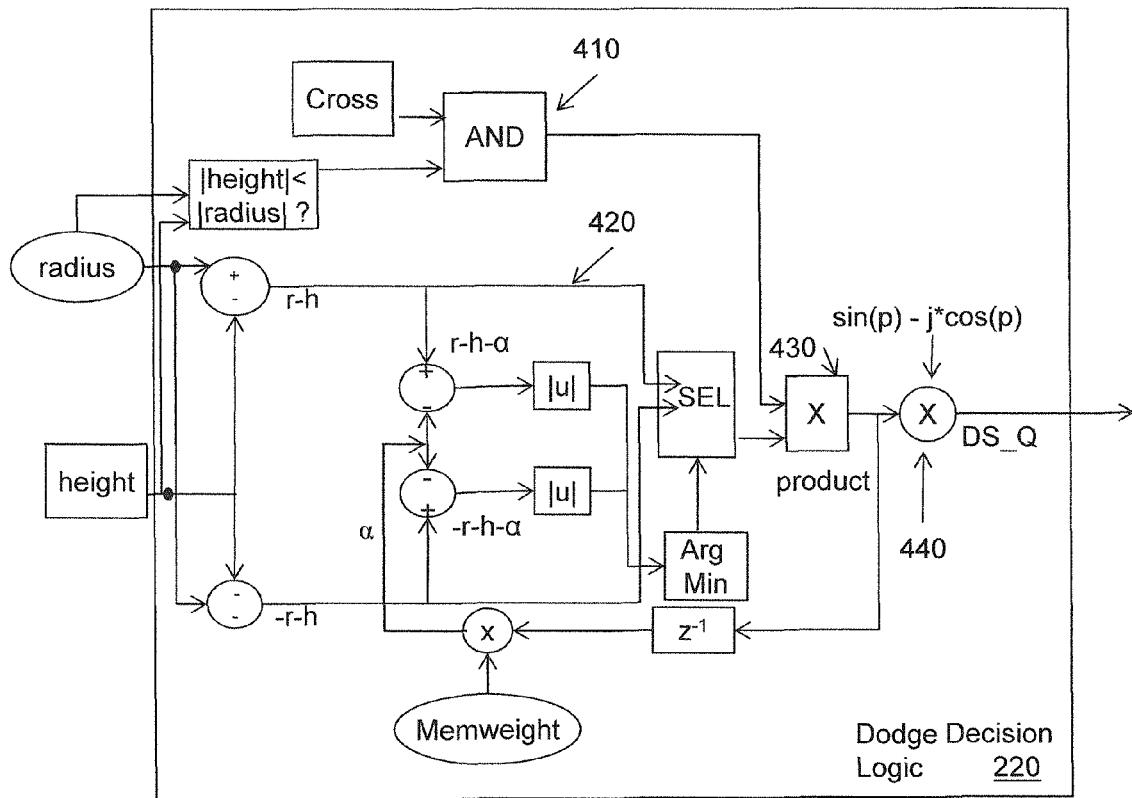 410
Cross
AND
|height|<
|radius| ?
420
radius
+
-
r-h
sin(p) - j*cos(p)
430
r-h-α
+
-
|u|
SEL
X
X
DS_Q
height
product
-
+
-r-h-α
|u|
α
Arg
Min
440
-
-
-r-h
x
z-1
Memweight
Dodge Decision
Logic 220